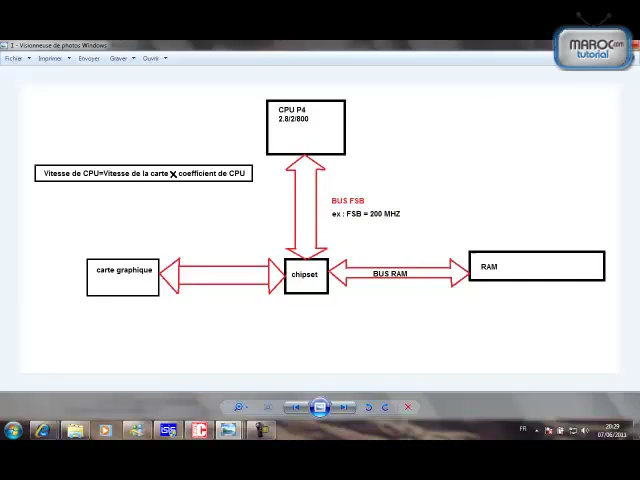 MAROC.com
tutorial
1 - Visionneuse de photos Windows
Fichier Imprimer Envoyer Graver Ouvrir
CPU P4
2.8/2/800
Vitesse de CPU=Vitesse de la carte X coefficient de CPU
BUS FSB
ex : FSB = 200 MHZ
carte graphique
chipset
BUS RAM
RAM
ISIS
FR
20:29
07/06/2011